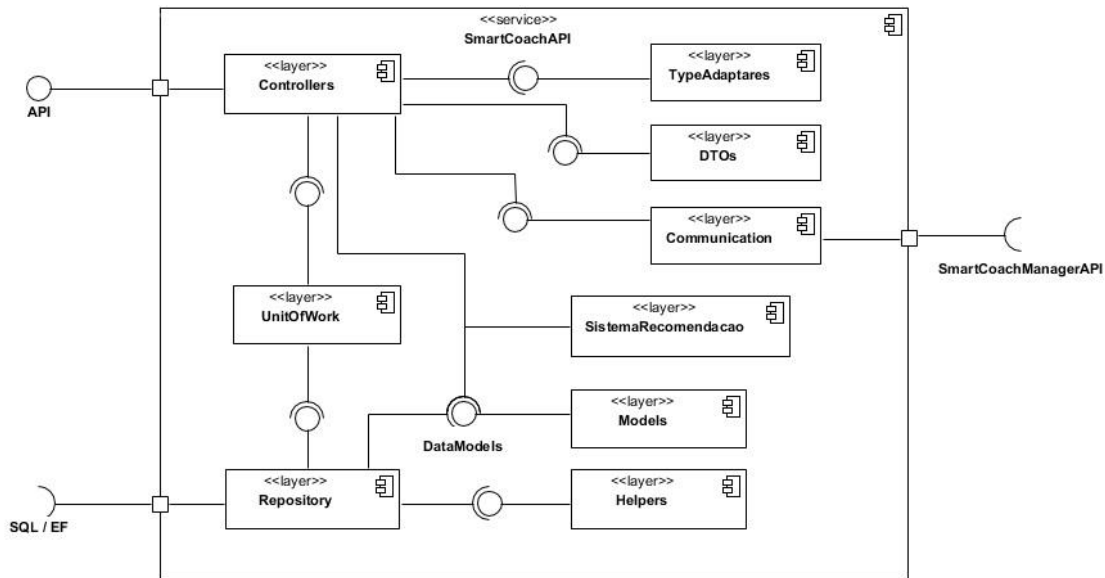 <<service>>
SmartCoachAPI
<<layer>>
Controllers
<<layer>>
TypeAdaptares
API
<<layer>>
DTOs
<<layer>>
Communication
SmartCoachManagerAPI
<<layer>>
UnitOfWork
<<layer>>
SistemaRecomendacao
<<layer>>
Models
DataModels
<<layer>>
Repository
<<layer>>
Helpers
SQL / EF